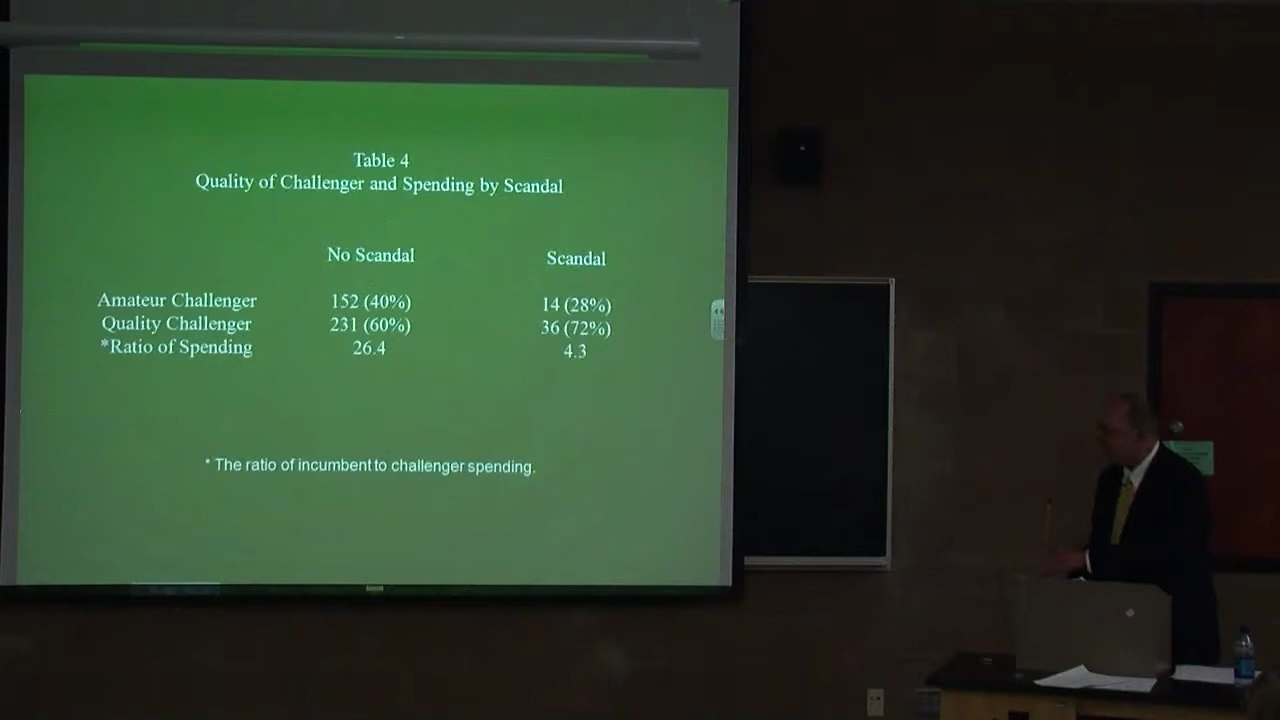 Table 4
Quality of Challenger and Spending by Scandal
No Scandal Scandal
Amateur Challenger 152 (40%) 14 (28%)
Quality Challenger 231 (60%) 36 (72%)
*Ratio of Spending 26.4 4.3
* The ratio of incumbent to challenger spending.